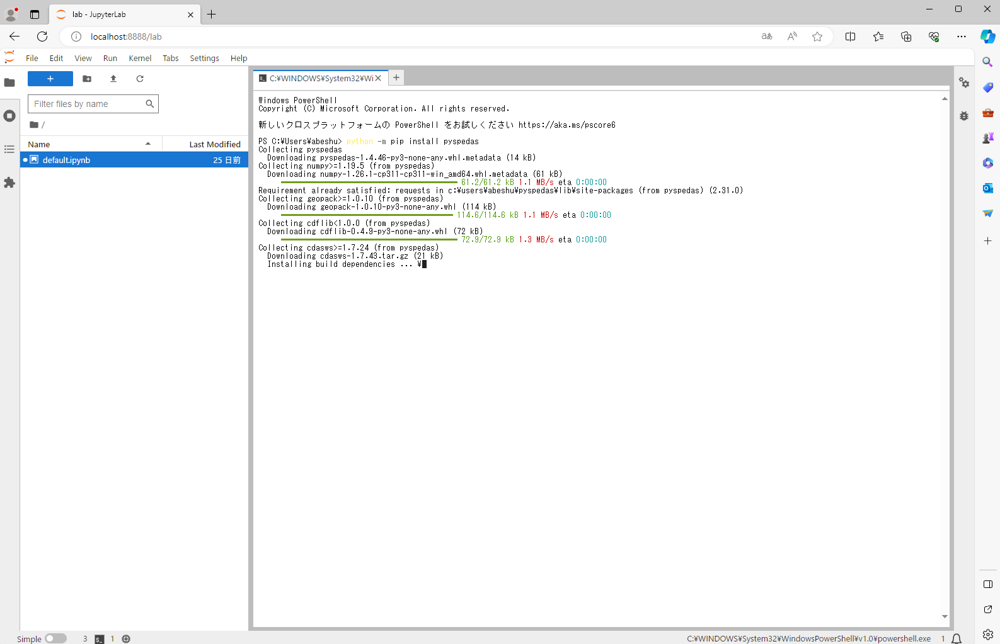 lab - JupyterLab
localhost:8888/lab
File Edit View Run Kernel Tabs Settings Help
Filter files by name
/
Name Last Modified
default.ipynb 25 日前
C:¥WINDOWS¥System32¥Wi
Windows PowerShell
Copyright (C) Microsoft Corporation. All rights reserved.
新しいクロスプラットフォームの PowerShell をお試しください https://aka.ms/pscore6
PS C:¥Users¥abeshu> python -m pip install pyspedas
Collecting pyspedas
Downloading pyspedas-1.4.46-py3-none-any.whl.metadata (14 kB)
Collecting numpy>=1.19.5 (from pyspedas)
Downloading numpy-1.26.1-cp311-cp311-win_amd64.whl.metadata (61 kB)
61.2/61.2 kB 1.1 MB/s eta 0:00:00
Requirement already satisfied: requests in c:¥users¥abeshu¥pyspedas¥lib¥site-packages (from pyspedas) (2.31.0)
Collecting geopack>=1.0.10 (from pyspedas)
Downloading geopack-1.0.10-py3-none-any.whl (114 kB)
114.6/114.6 kB 1.1 MB/s eta 0:00:00
Collecting cdflib<1.0.0 (from pyspedas)
Downloading cdflib-0.4.9-py3-none-any.whl (72 kB)
72.9/72.9 kB 1.3 MB/s eta 0:00:00
Collecting cdasws>=1.7.24 (from pyspedas)
Downloading cdasws-1.7.43.tar.gz (21 kB)
Installing build dependencies ... ¥
Simple 3 1 C:¥WINDOWS¥System32¥WindowsPowerShell¥v1.0¥powershell.exe 1